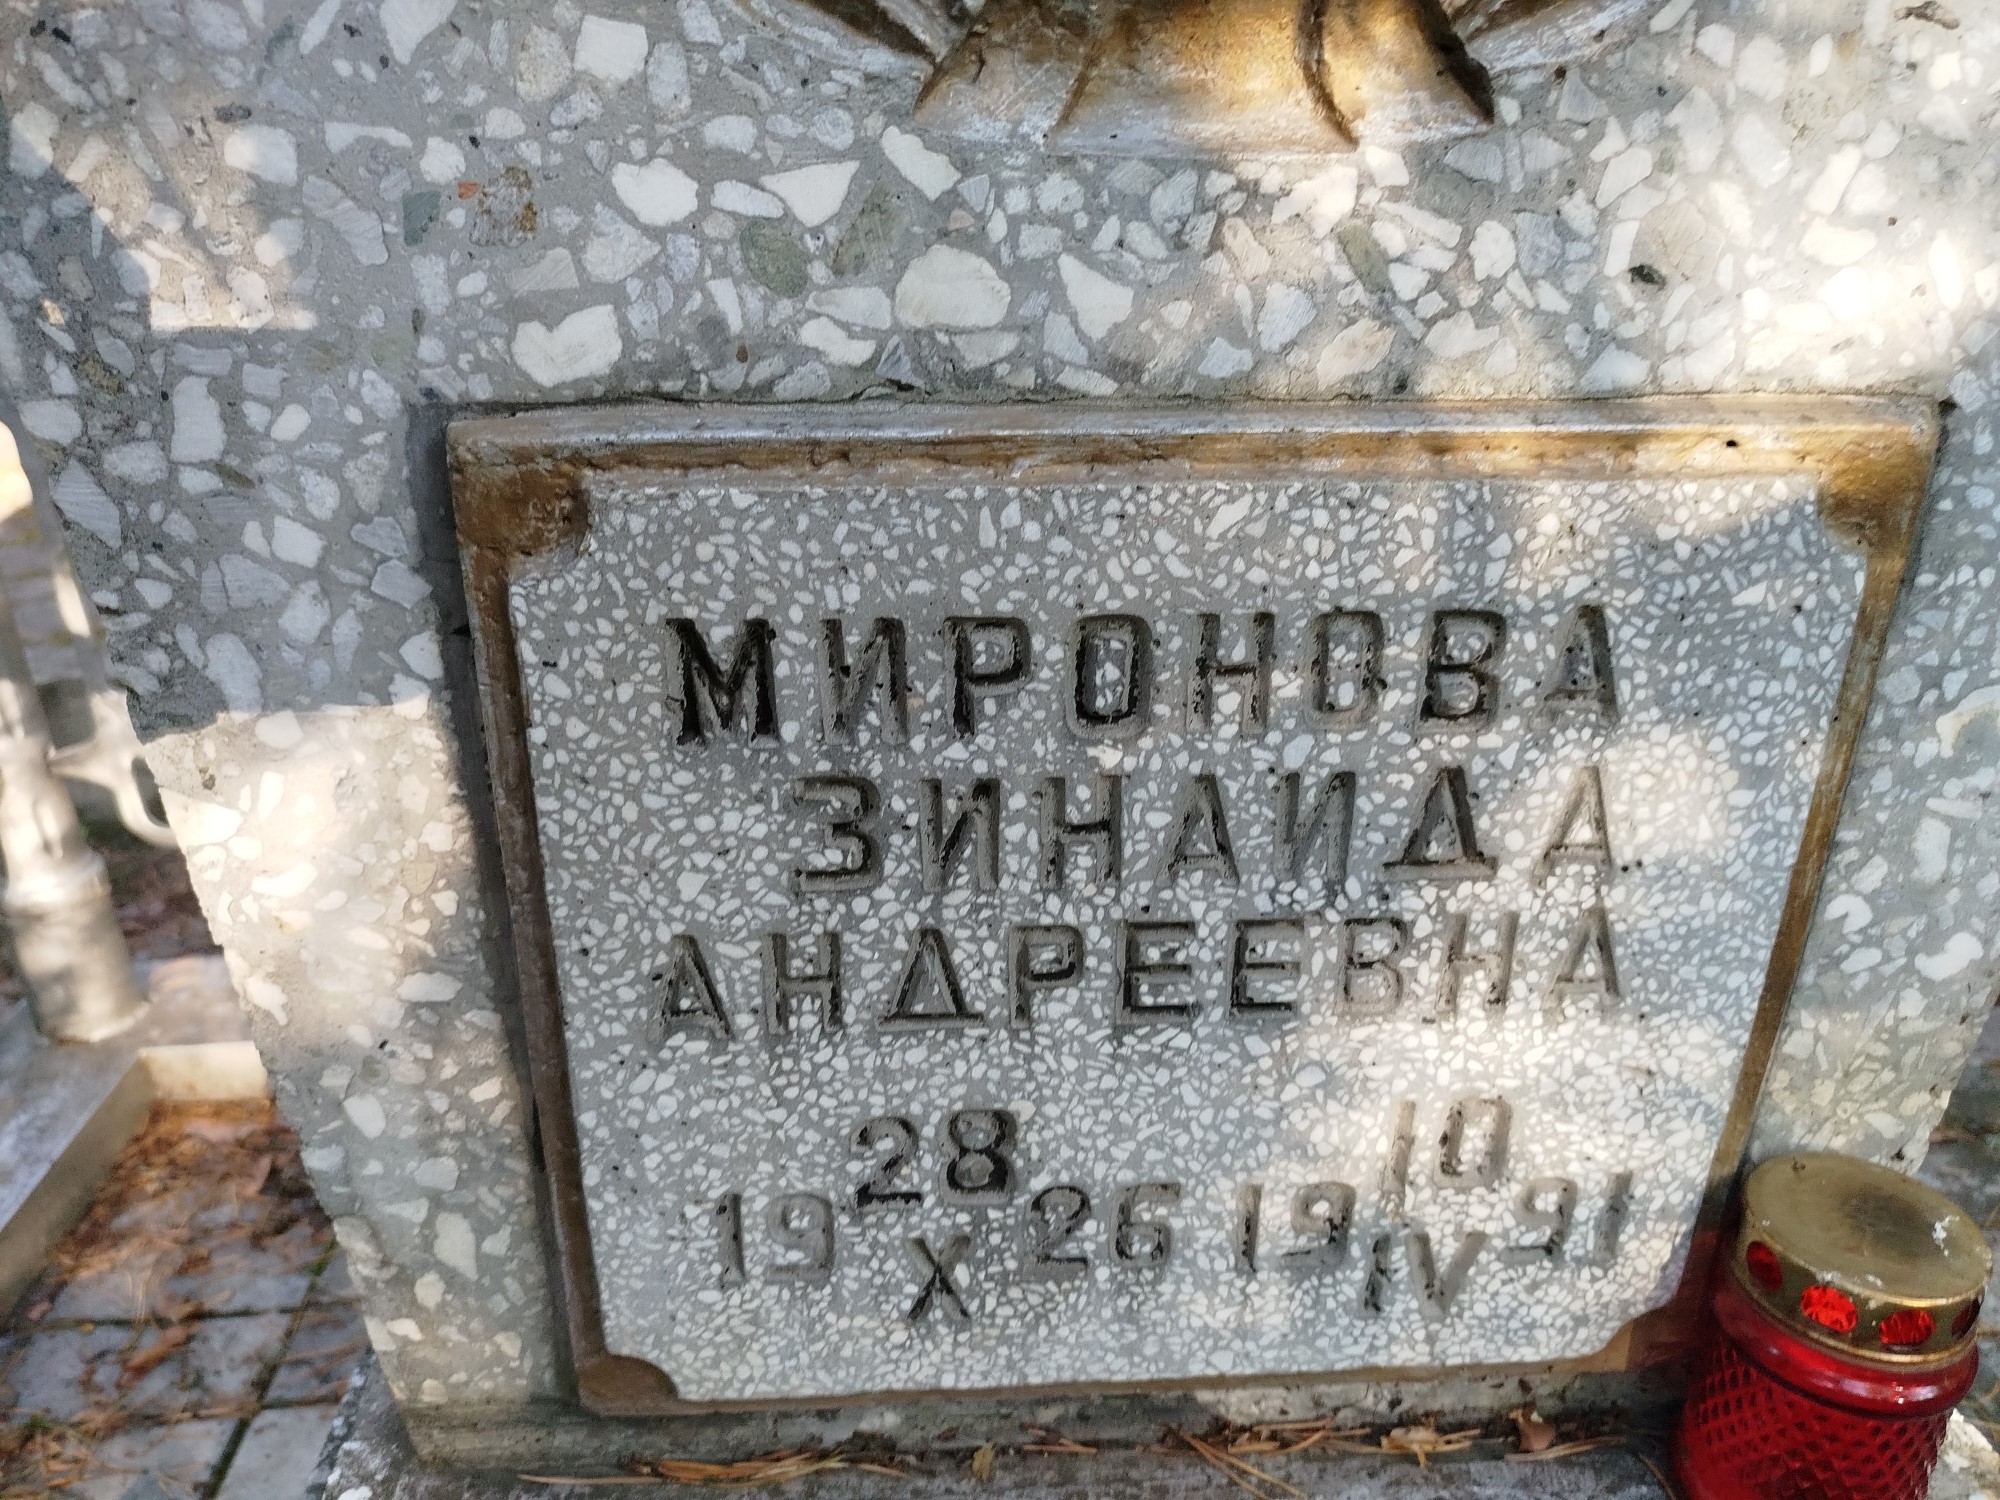 МИРОНОВА
ЗИНАИДА
АНДРЕЕВНА
28 10
19 26 19 91
X IV